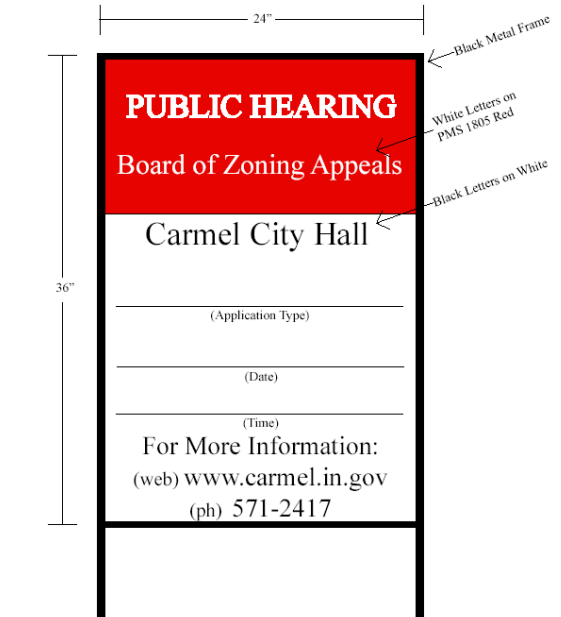 24”
Black Metal Frame
PUBLIC HEARING
White Letters on
PMS 1805 Red
Board of Zoning Appeals
Black Letters on White
Carmel City Hall
36”
(Application Type)
(Date)
(Time)
For More Information:
(web) www.carmel.in.gov
(ph) 571-2417